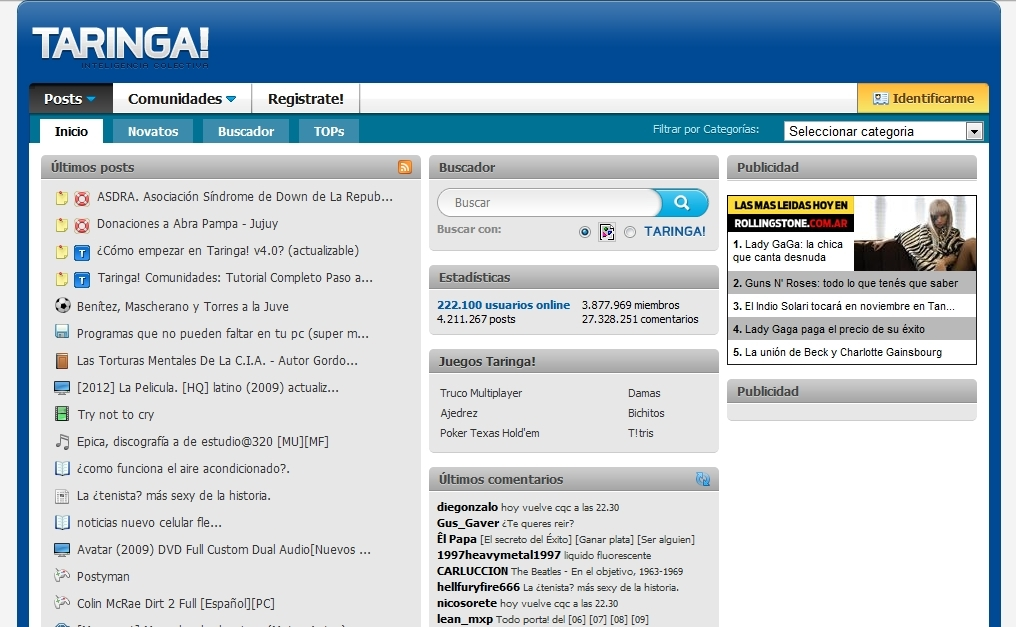 TARINGA!
INTELIGENCIA COLECTIVA
Posts
Comunidades
Registrate!
Identificarme
Inicio
Novatos
Buscador
TOPs
Filtrar por Categorías:
Seleccionar categoria
Últimos posts
ASDRA. Asociación Síndrome de Down de La Repub...
Donaciones a Abra Pampa - Jujuy
¿Cómo empezar en Taringa! v4.0? (actualizable)
Taringa! Comunidades: Tutorial Completo Paso a...
Benítez, Mascherano y Torres a la Juve
Programas que no pueden faltar en tu pc (super m...
Las Torturas Mentales De La C.I.A. - Autor Gordo...
[2012] La Pelicula. [HQ] latino (2009) actualiz...
Try not to cry
Epica, discografía a de estudio@320 [MU][MF]
¿como funciona el aire acondicionado?.
La ¿tenista? más sexy de la historia.
noticias nuevo celular fle...
Avatar (2009) DVD Full Custom Dual Audio[Nuevos ...
Postyman
Colin McRae Dirt 2 Full [Español][PC]
Buscador
Buscar
Buscar con:
TARINGA!
Estadísticas
222.100 usuarios online
3.877.969 miembros
4.211.267 posts
27.328.251 comentarios
Juegos Taringa!
Truco Multiplayer
Damas
Ajedrez
Bichitos
Poker Texas Hold'em
T!tris
Últimos comentarios
diegonzalo hoy vuelve cqc a las 22.30
Gus_Gaver ¿Te queres reir?
Êl Papa [El secreto del Éxito] [Ganar plata] [Ser alguien]
1997heavymetal1997 liquido fluorescente
CARLUCCION The Beatles - En el objetivo, 1963-1969
hellfuryfire666 La ¿tenista? más sexy de la historia.
nicosorete hoy vuelve cqc a las 22.30
lean_mxp Todo porta! del [06] [07] [08] [09]
Publicidad
LAS MAS LEIDAS HOY EN
ROLLINGSTONE.COM.AR
1. Lady GaGa: la chica
que canta desnuda
2. Guns N' Roses: todo lo que tenés que saber
3. El Indio Solari tocará en noviembre en Tan...
4. Lady Gaga paga el precio de su éxito
5. La unión de Beck y Charlotte Gainsbourg
Publicidad